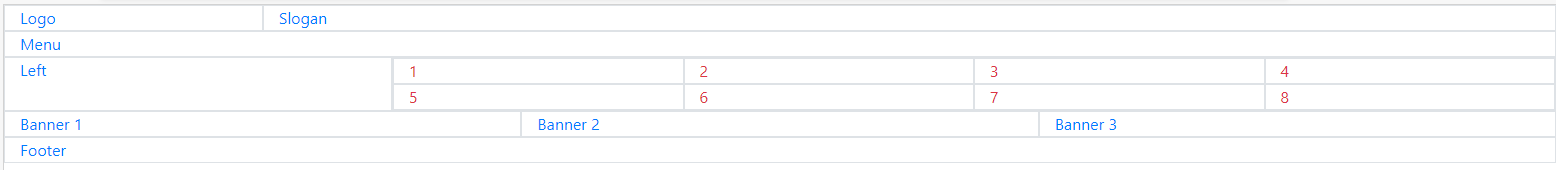 Logo Slogan
Menu
Left 1 2 3 4
5 6 7 8
Banner 1 Banner 2 Banner 3
Footer